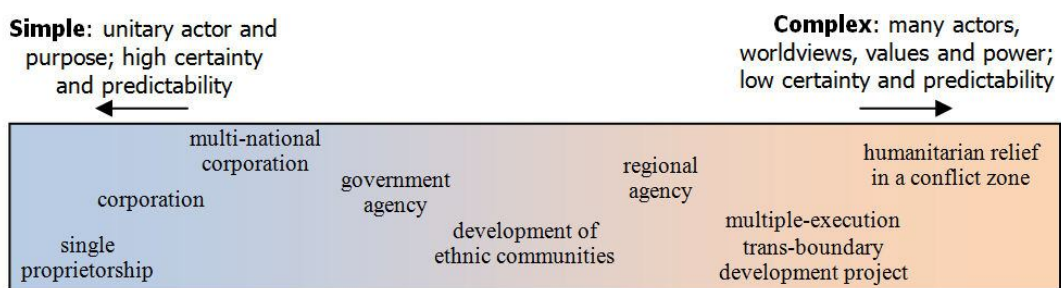 Simple: unitary actor and
purpose; high certainty
and predictability
Complex: many actors,
worldviews, values and power;
low certainty and predictability
single
proprietorship
corporation
multi-national
corporation
government
agency
development of
ethnic communities
regional
agency
multiple-execution
trans-boundary
development project
humanitarian relief
in a conflict zone